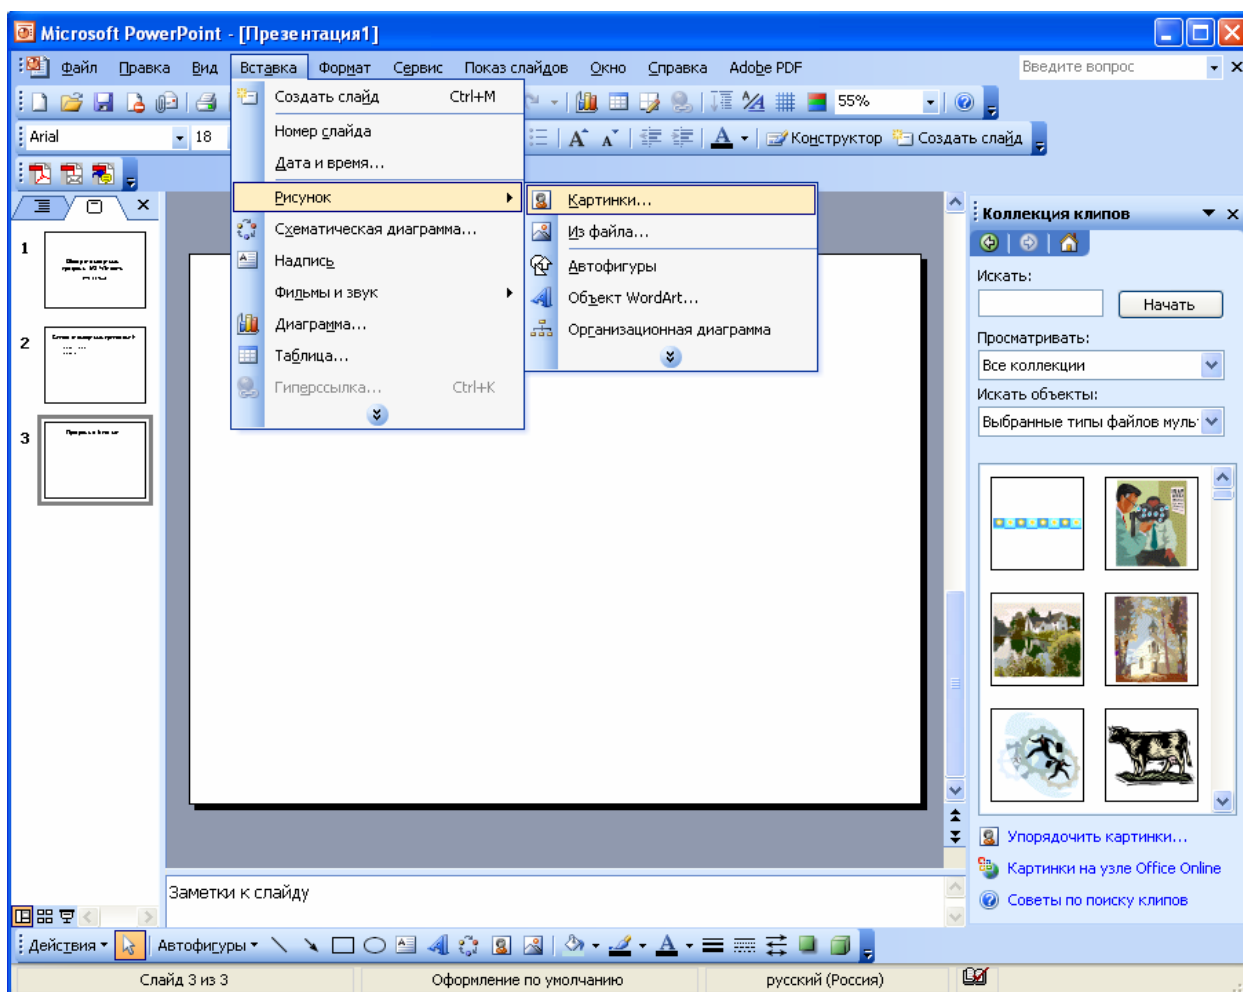 Microsoft PowerPoint - [Презентация1]
Файл Правка Вид Вставка Формат Сервис Показ слайдов Окно Справка Adobe PDF Введите вопрос
55%
Arial 18 Конструктор Создать слайд
Создать слайд Ctrl+M
Номер слайда
Дата и время...
Рисунок
Схематическая диаграмма...
Надпись
Фильмы и звук
Диаграмма...
Таблица...
Гиперссылка... Ctrl+K
Картинки...
Из файла...
Автофигуры
Объект WordArt...
Организационная диаграмма
1
2
3
Коллекция клипов
Искать:
Начать
Просматривать:
Все коллекции
Искать объекты:
Выбранные типы файлов муль
Упорядочить картинки...
Картинки на узле Office Online
Советы по поиску клипов
Заметки к слайду
Действия Автофигуры
Слайд 3 из 3 Оформление по умолчанию русский (Россия)